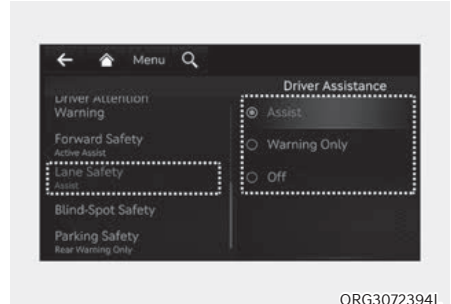 Menu
Driver Assistance
Driver Attention
Warning
Forward Safety
Active Assist
Lane Safety
Assist
Blind-Spot Safety
Parking Safety
Rear Warning Only
Assist
Warning Only
Off
ORG3072394L